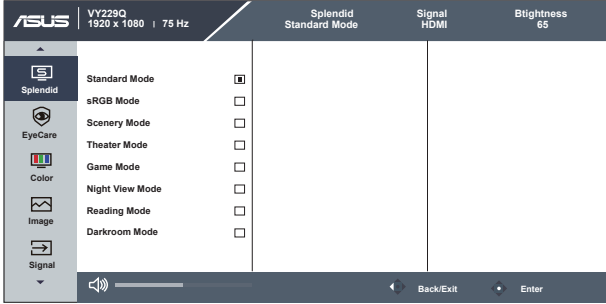 ASUS
VY229Q
1920 x 1080 | 75 Hz
Splendid
Standard Mode
Signal
HDMI
Btightness
65
Splendid
EyeCare
Color
Image
Signal
Standard Mode
sRGB Mode
Scenery Mode
Theater Mode
Game Mode
Night View Mode
Reading Mode
Darkroom Mode
Back/Exit
Enter